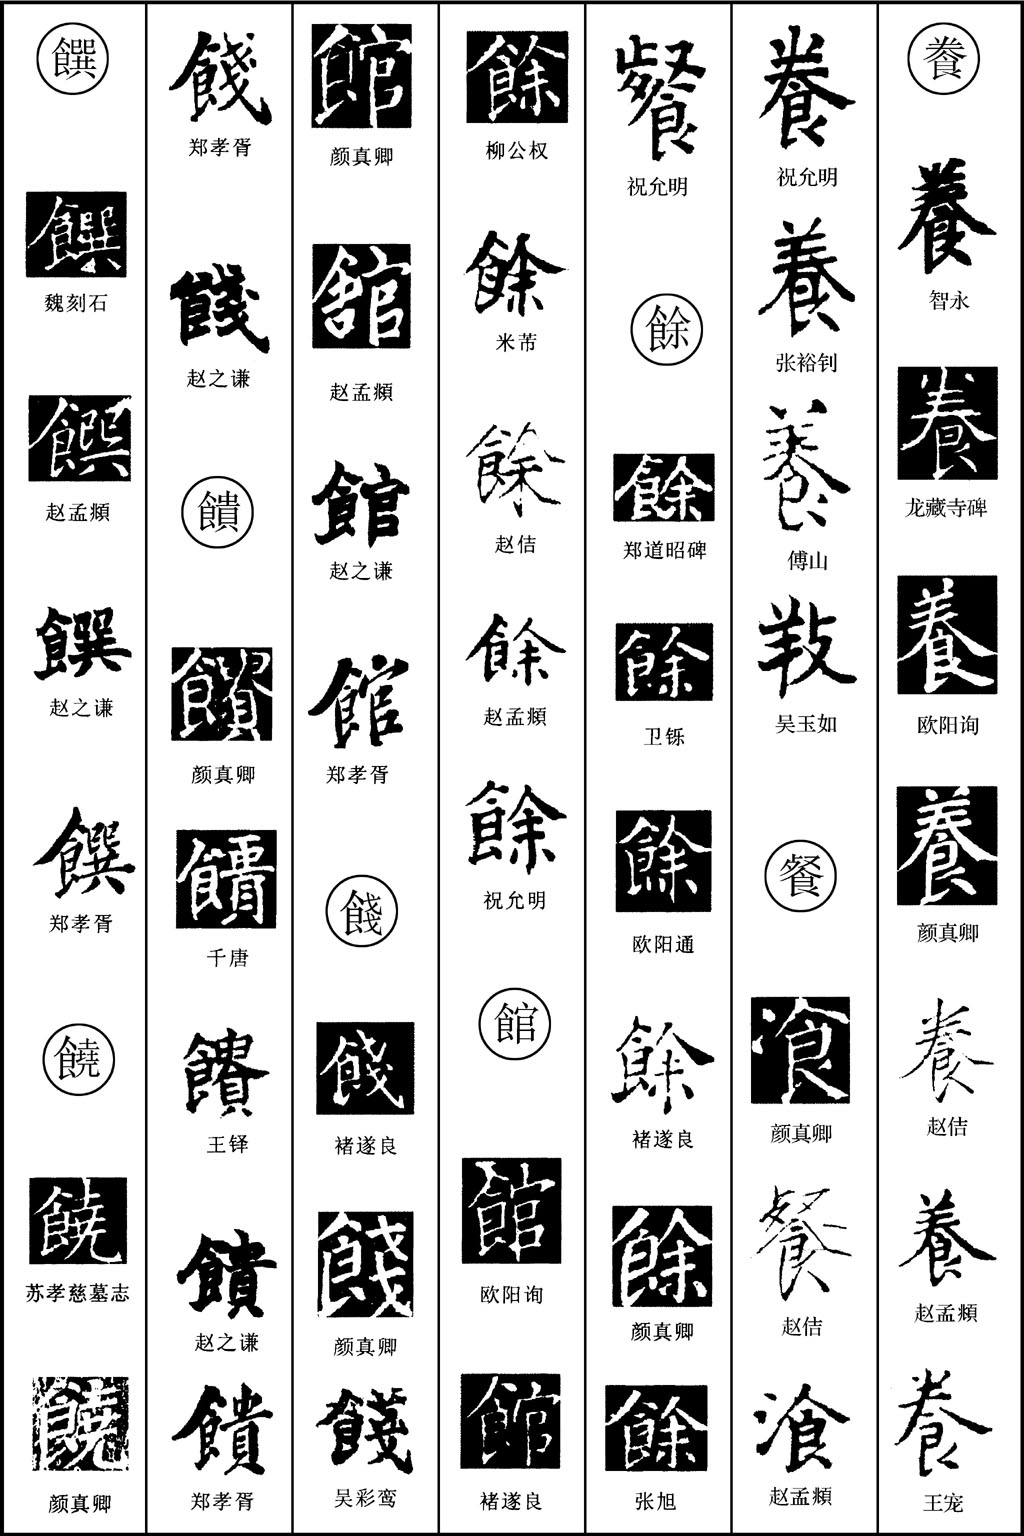 飬
養
智永
養
龙藏寺碑
養
欧阳询
養
颜真卿
養
赵佶
養
赵孟頫
養
王宠
養
祝允明
養
张裕钊
養
傅山
羖
吴玉如
餐
飡
颜真卿
餐
赵佶
飡
赵孟頫
餐
祝允明
餘
餘
郑道昭碑
餘
卫铄
餘
欧阳通
餘
褚遂良
餘
颜真卿
餘
张旭
餘
柳公权
餘
米芾
餘
赵佶
餘
赵孟頫
餘
祝允明
館
館
欧阳询
館
褚遂良
館
颜真卿
舘
赵孟頫
館
赵之谦
館
郑孝胥
餞
餞
褚遂良
餞
颜真卿
餞
吴彩鸾
餞
郑孝胥
餞
赵之谦
饋
饋
颜真卿
饋
千唐
饋
王铎
饋
赵之谦
饋
郑孝胥
饌
饌
魏刻石
饌
赵孟頫
饌
赵之谦
饌
郑孝胥
饒
饒
苏孝慈墓志
饒
颜真卿